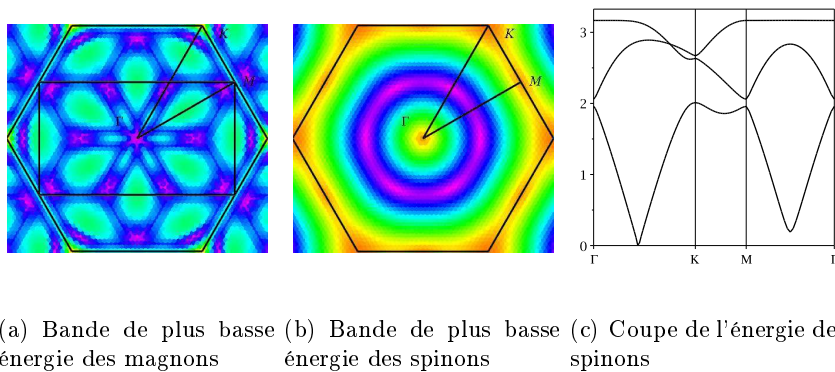 K
M
Γ
K
M
Γ
3
2
1
0
Γ K M Γ
(a) Bande de plus basse
énergie des magnons
(b) Bande de plus basse
énergie des spinons
(c) Coupe de l'énergie de
spinons